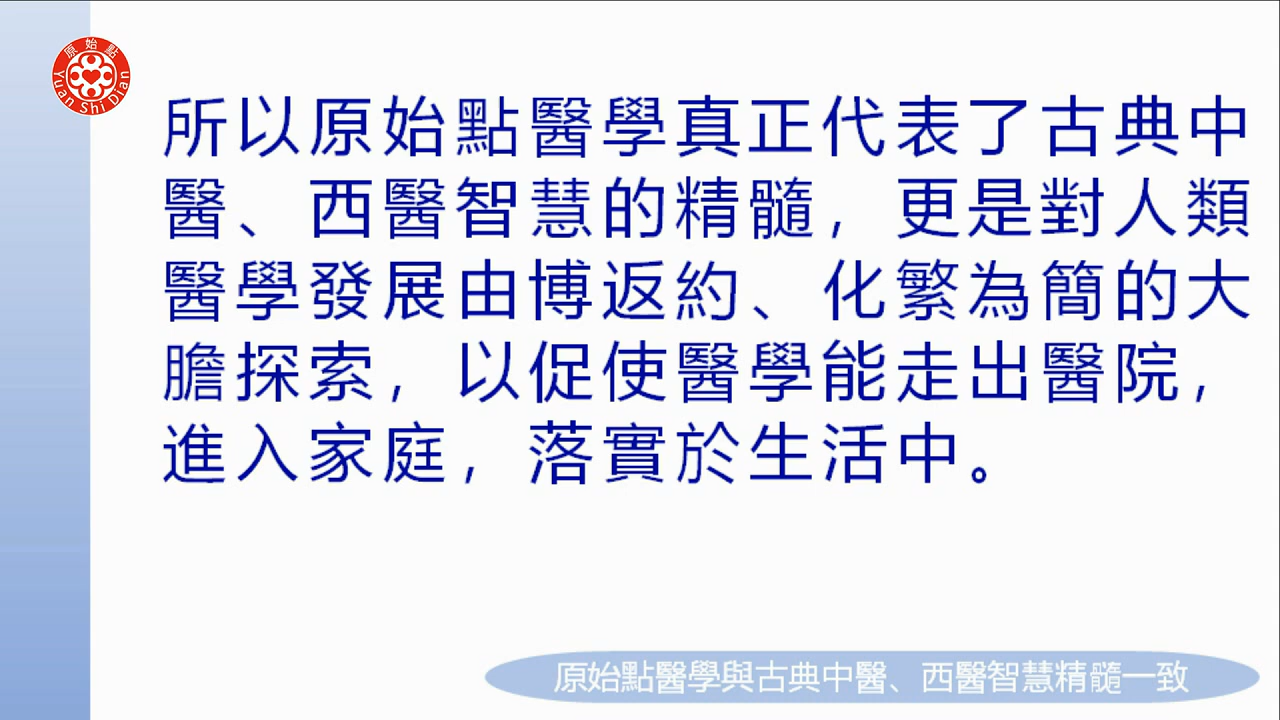 原始點
Yuan Shi Dian
所以原始點醫學真正代表了古典中
醫、西醫智慧的精髓，更是對人類
醫學發展由博返約、化繁為簡的大
膽探索，以促使醫學能走出醫院，
進入家庭，落實於生活中。
原始點醫學與古典中醫、西醫智慧精髓一致